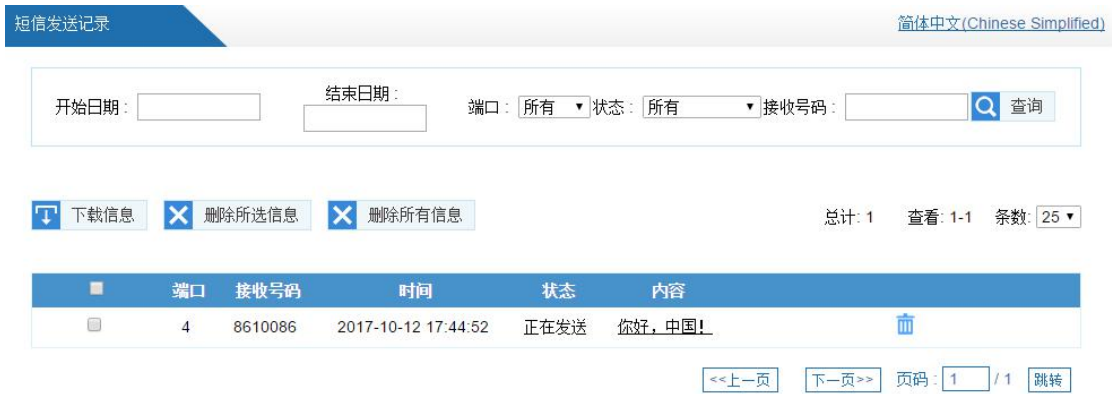 短信发送记录 简体中文(Chinese Simplified)
开始日期: 结束日期: 端口: 所有 状态: 所有 接收号码: 查询
下载信息 删除所选信息 删除所有信息 总计: 1 查看: 1-1 条数: 25
端口 接收号码 时间 状态 内容
4 8610086 2017-10-12 17:44:52 正在发送 你好，中国！
<<上一页 下一页>> 页码: 1 / 1 跳转